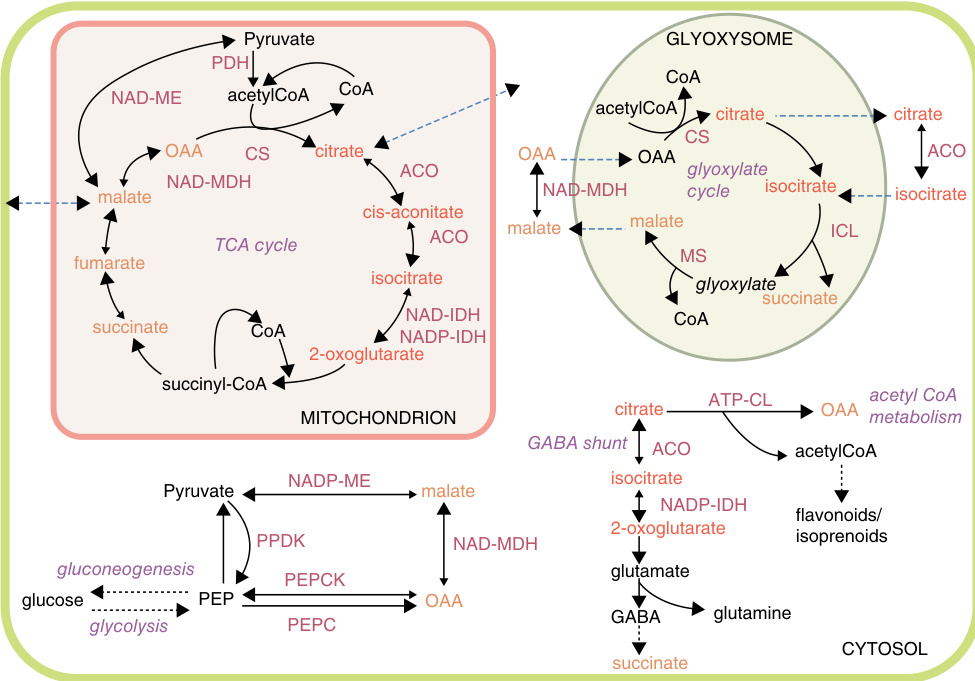 Pyruvate
PDH
acetylCoA
CoA
NAD-ME
OAA
CS
citrate
NAD-MDH
ACO
malate
cis-aconitate
TCA cycle
ACO
fumarate
isocitrate
NAD-IDH
NADP-IDH
succinate
CoA
2-oxoglutarate
succinyl-CoA
MITOCHONDRION
GLYOXYSOME
CoA
acetylCoA
citrate
citrate
CS
OAA
OAA
glyoxylate
cycle
ACO
NAD-MDH
isocitrate
isocitrate
malate
malate
ICL
MS
glyoxylate
succinate
CoA
citrate
ATP-CL
OAA
acetyl CoA
metabolism
GABA shunt
ACO
acetylCoA
isocitrate
NADP-IDH
flavonoids/
isoprenoids
2-oxoglutarate
glutamate
GABA
glutamine
succinate
CYTOSOL
Pyruvate
NADP-ME
malate
PPDK
NAD-MDH
gluconeogenesis
PEPCK
glucose
PEP
OAA
glycolysis
PEPC